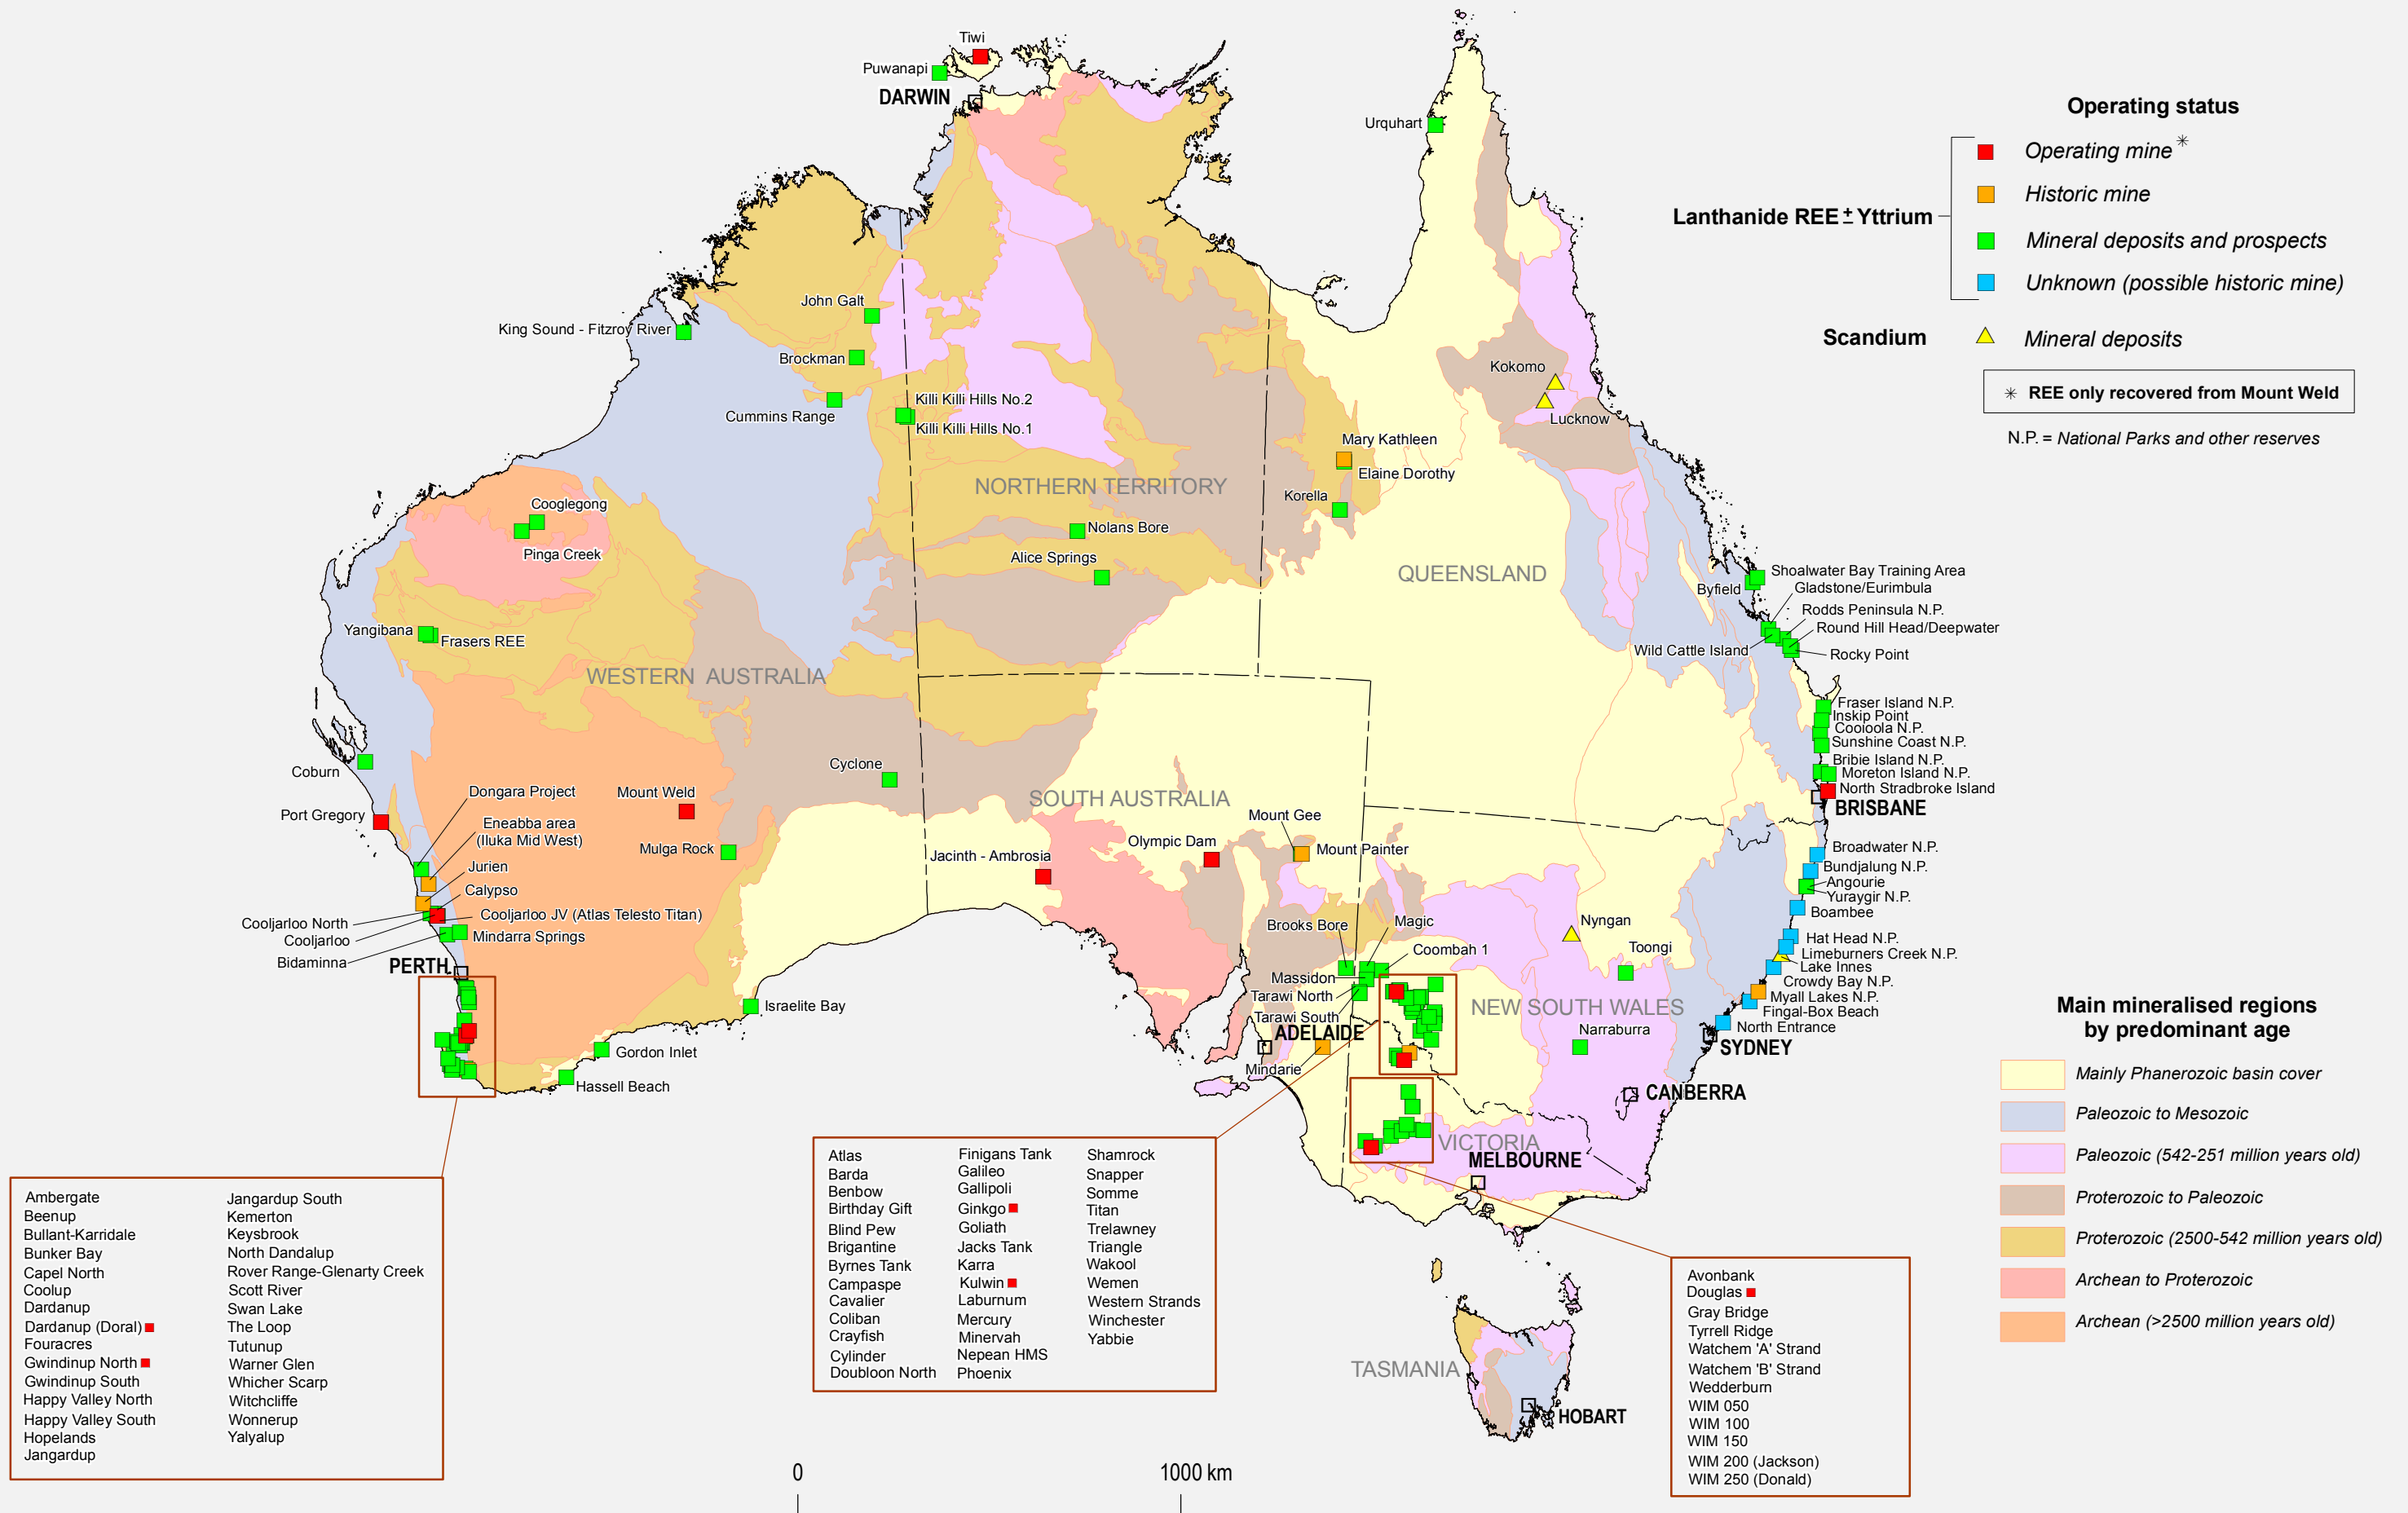 Tiwi
Puwanapi
DARWIN
Urquhart
John Galt
King Sound - Fitzroy River
Brockman
Killi Killi Hills No.2
Cummins Range
Killi Killi Hills No.1
Kokomo
Lucknow
Mary Kathleen
Elaine Dorothy
NORTHERN TERRITORY
Korella
Cooglegong
Pinga Creek
Nolans Bore
Alice Springs
QUEENSLAND
Shoalwater Bay Training Area
Byfield
Gladstone/Eurimbula
Rodds Peninsula N.P.
Round Hill Head/Deepwater
Wild Cattle Island
Rocky Point
Yangibana
Frasers REE
WESTERN AUSTRALIA
Fraser Island N.P.
Inskip Point
Cooloola N.P.
Sunshine Coast N.P.
Bribie Island N.P.
Moreton Island N.P.
North Stradbroke Island
BRISBANE
Coburn
Cyclone
Dongara Project
Mount Weld
SOUTH AUSTRALIA
Port Gregory
Eneabba area
(Iluka Mid West)
Mulga Rock
Jurien
Calypso
Cooljarloo JV (Atlas Telesto Titan)
Cooljarloo North
Cooljarloo
Mindarra Springs
Bidaminna
PERTH
Jacinth - Ambrosia
Olympic Dam
Mount Gee
Mount Painter
Broadwater N.P.
Bundjalung N.P.
Angourie
Yuraygir N.P.
Boambee
Hat Head N.P.
Limeburners Creek N.P.
Lake Innes
Crowdy Bay N.P.
Myall Lakes N.P.
Fingal-Box Beach
North Entrance
SYDNEY
Brooks Bore
Magic
Coombah 1
Massidon
Tarawi North
Tarawi South
ADELAIDE
Mindarie
Nyngan
Toongi
NEW SOUTH WALES
Narraburra
CANBERRA
VICTORIA
MELBOURNE
Israelite Bay
Gordon Inlet
Hassell Beach
TASMANIA
HOBART
Operating status
Operating mine *
Historic mine
Lanthanide REE ± Yttrium
Mineral deposits and prospects
Unknown (possible historic mine)
Scandium
Mineral deposits
* REE only recovered from Mount Weld
N.P. = National Parks and other reserves
Main mineralised regions
by predominant age
Mainly Phanerozoic basin cover
Paleozoic to Mesozoic
Paleozoic (542-251 million years old)
Proterozoic to Paleozoic
Proterozoic (2500-542 million years old)
Archean to Proterozoic
Archean (>2500 million years old)
Ambergate
Beenup
Bullant-Karridale
Bunker Bay
Capel North
Coolup
Dardanup
Dardanup (Doral)
Fouracres
Gwindinup North
Gwindinup South
Happy Valley North
Happy Valley South
Hopelands
Jangardup
Jangardup South
Kemerton
Keysbrook
North Dandalup
Rover Range-Glenarty Creek
Scott River
Swan Lake
The Loop
Tutunup
Warner Glen
Whicher Scarp
Witchcliffe
Wonnerup
Yalyalup
Atlas
Barda
Benbow
Birthday Gift
Blind Pew
Brigantine
Byrnes Tank
Campaspe
Cavalier
Coliban
Crayfish
Cylinder
Doubloon North
Finigans Tank
Galileo
Gallipoli
Ginkgo
Goliath
Jacks Tank
Karra
Kulwin
Laburnum
Mercury
Minervah
Nepean HMS
Phoenix
Shamrock
Snapper
Somme
Titan
Trelawney
Triangle
Wakool
Wemen
Western Strands
Winchester
Yabbie
Avonbank
Douglas
Gray Bridge
Tyrrell Ridge
Watchem 'A' Strand
Watchem 'B' Strand
Wedderburn
WIM 050
WIM 100
WIM 150
WIM 200 (Jackson)
WIM 250 (Donald)
0
1000 km